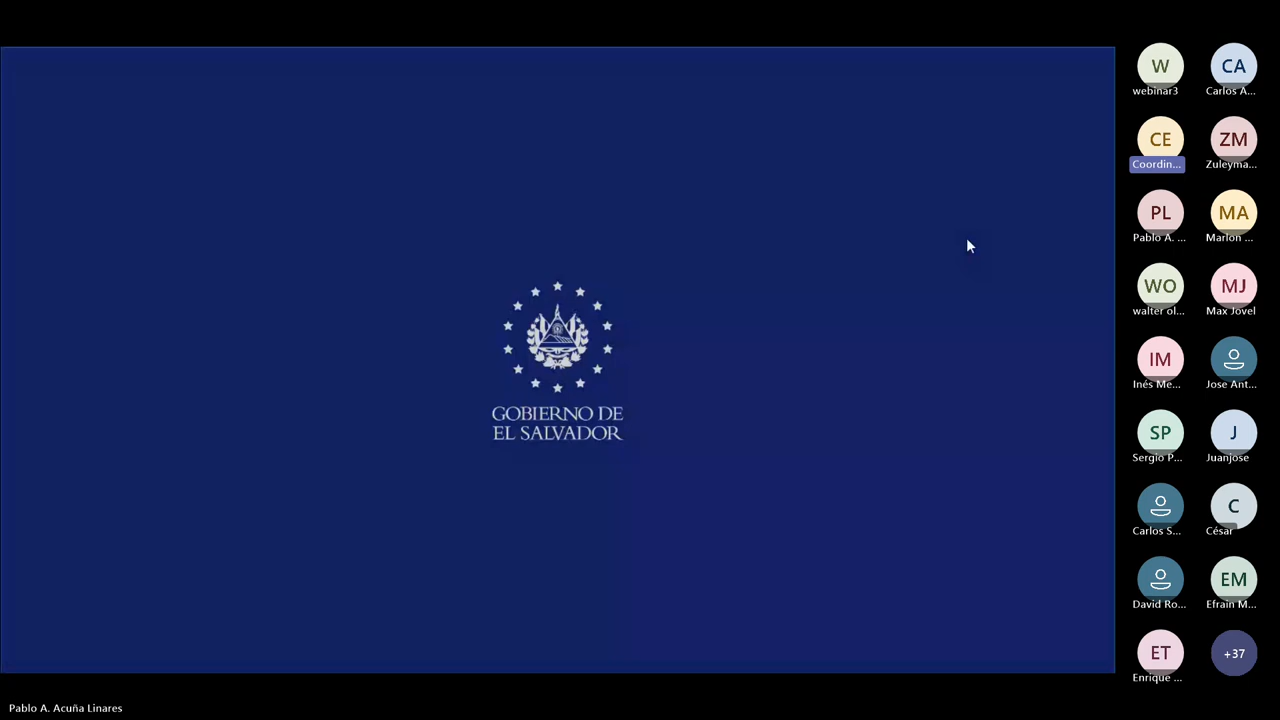 GOBIERNO DE
EL SALVADOR
W
webinar3
CA
Carlos A...
CE
Coordin...
ZM
Zuleyma...
PL
Pablo A. ...
MA
Marlon ...
WO
walter ol...
MJ
Max Jovel
IM
Inés Me...
Jose Ant...
SP
Sergio P...
J
Juanjose
Carlos S...
C
César
David Ro...
EM
Efrain M...
ET
Enrique ...
+37
Pablo A. Acuña Linares